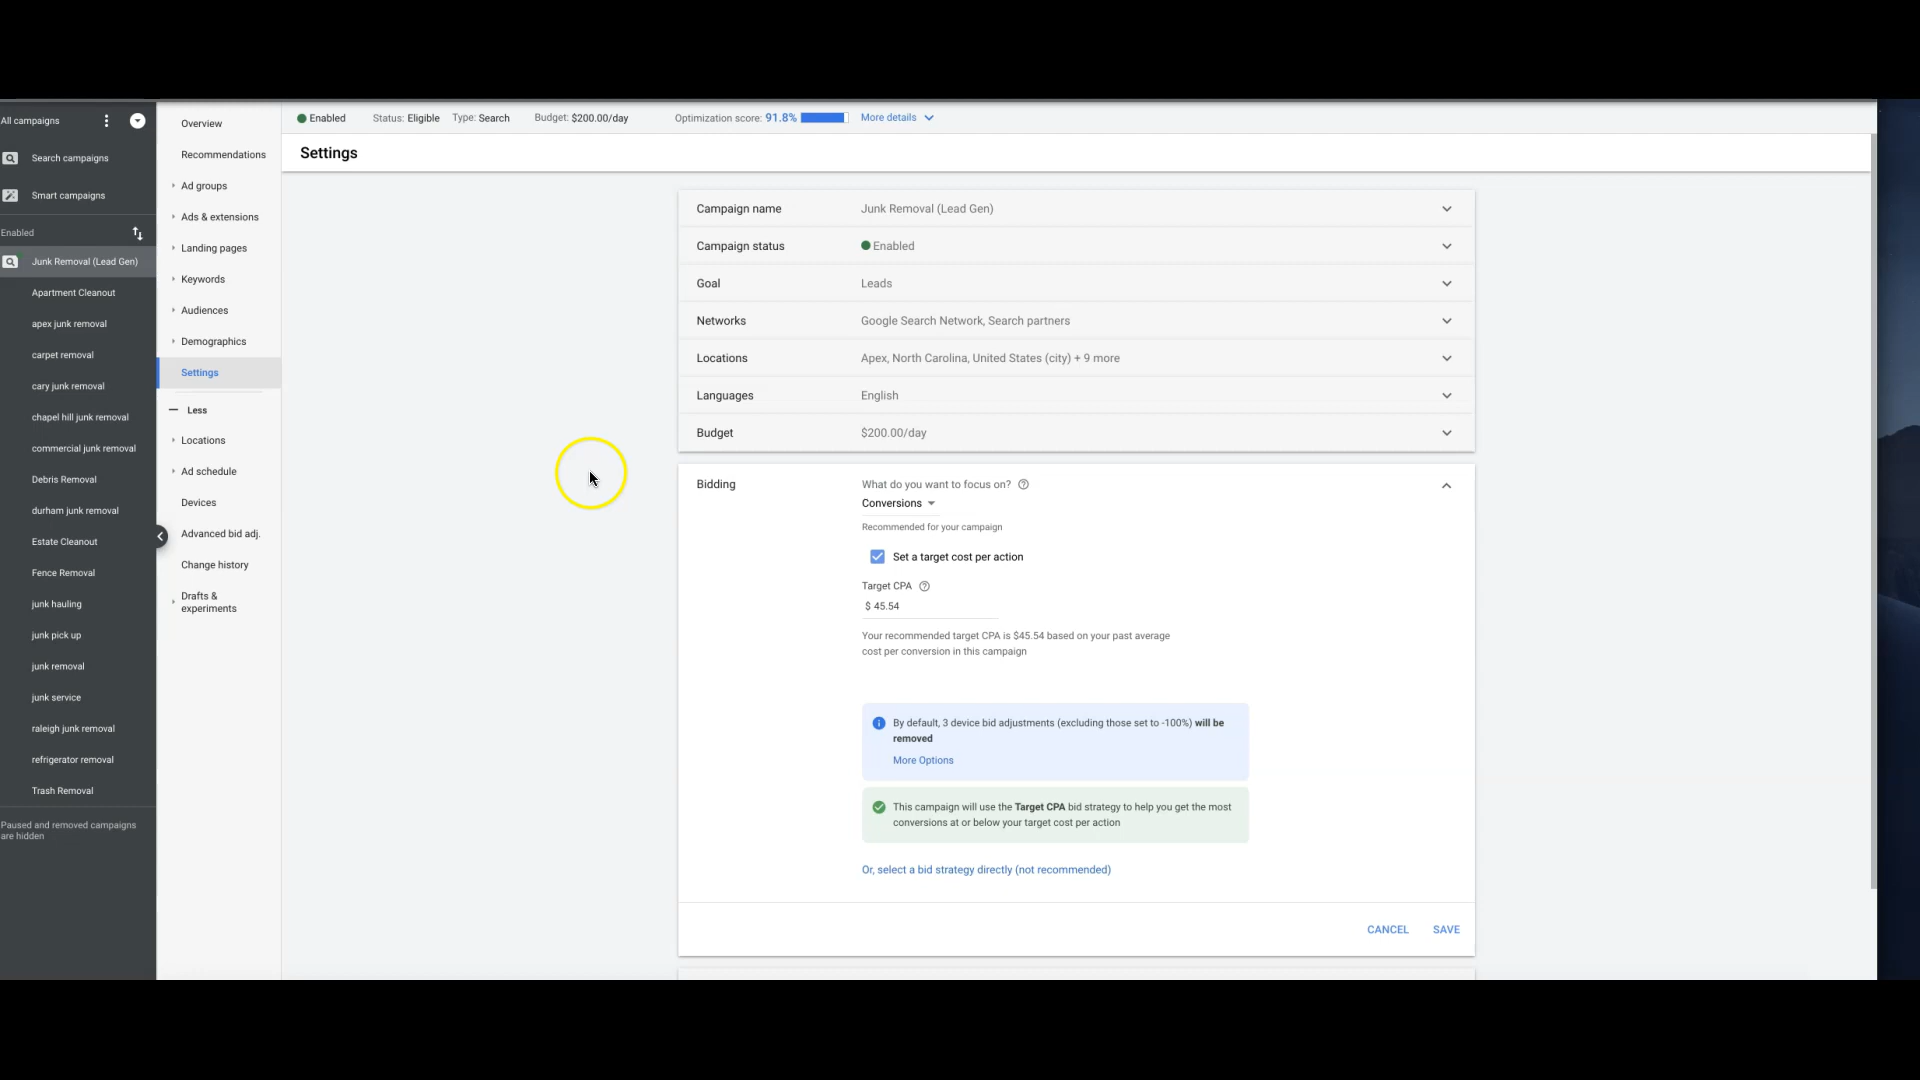 All campaigns
Search campaigns
Smart campaigns
Enabled
Junk Removal (Lead Gen)
Apartment Cleanout
apex junk removal
carpet removal
cary junk removal
chapel hill junk removal
commercial junk removal
Debris Removal
durham junk removal
Estate Cleanout
Fence Removal
junk hauling
junk pick up
junk removal
junk service
raleigh junk removal
refrigerator removal
Trash Removal
Paused and removed campaigns
are hidden
Overview
Recommendations
Ad groups
Ads & extensions
Landing pages
Keywords
Audiences
Demographics
Settings
Less
Locations
Ad schedule
Devices
Advanced bid adj.
Change history
Drafts &
experiments
Enabled Status: Eligible Type: Search Budget: $200.00/day Optimization score: 91.8% More details
Settings
Campaign name Junk Removal (Lead Gen)
Campaign status Enabled
Goal Leads
Networks Google Search Network, Search partners
Locations Apex, North Carolina, United States (city) + 9 more
Languages English
Budget $200.00/day
Bidding What do you want to focus on?
Conversions
Recommended for your campaign
Set a target cost per action
Target CPA
$ 45.54
Your recommended target CPA is $45.54 based on your past average
cost per conversion in this campaign
By default, 3 device bid adjustments (excluding those set to -100%) will be
removed
More Options
This campaign will use the Target CPA bid strategy to help you get the most
conversions at or below your target cost per action
Or, select a bid strategy directly (not recommended)
CANCEL SAVE